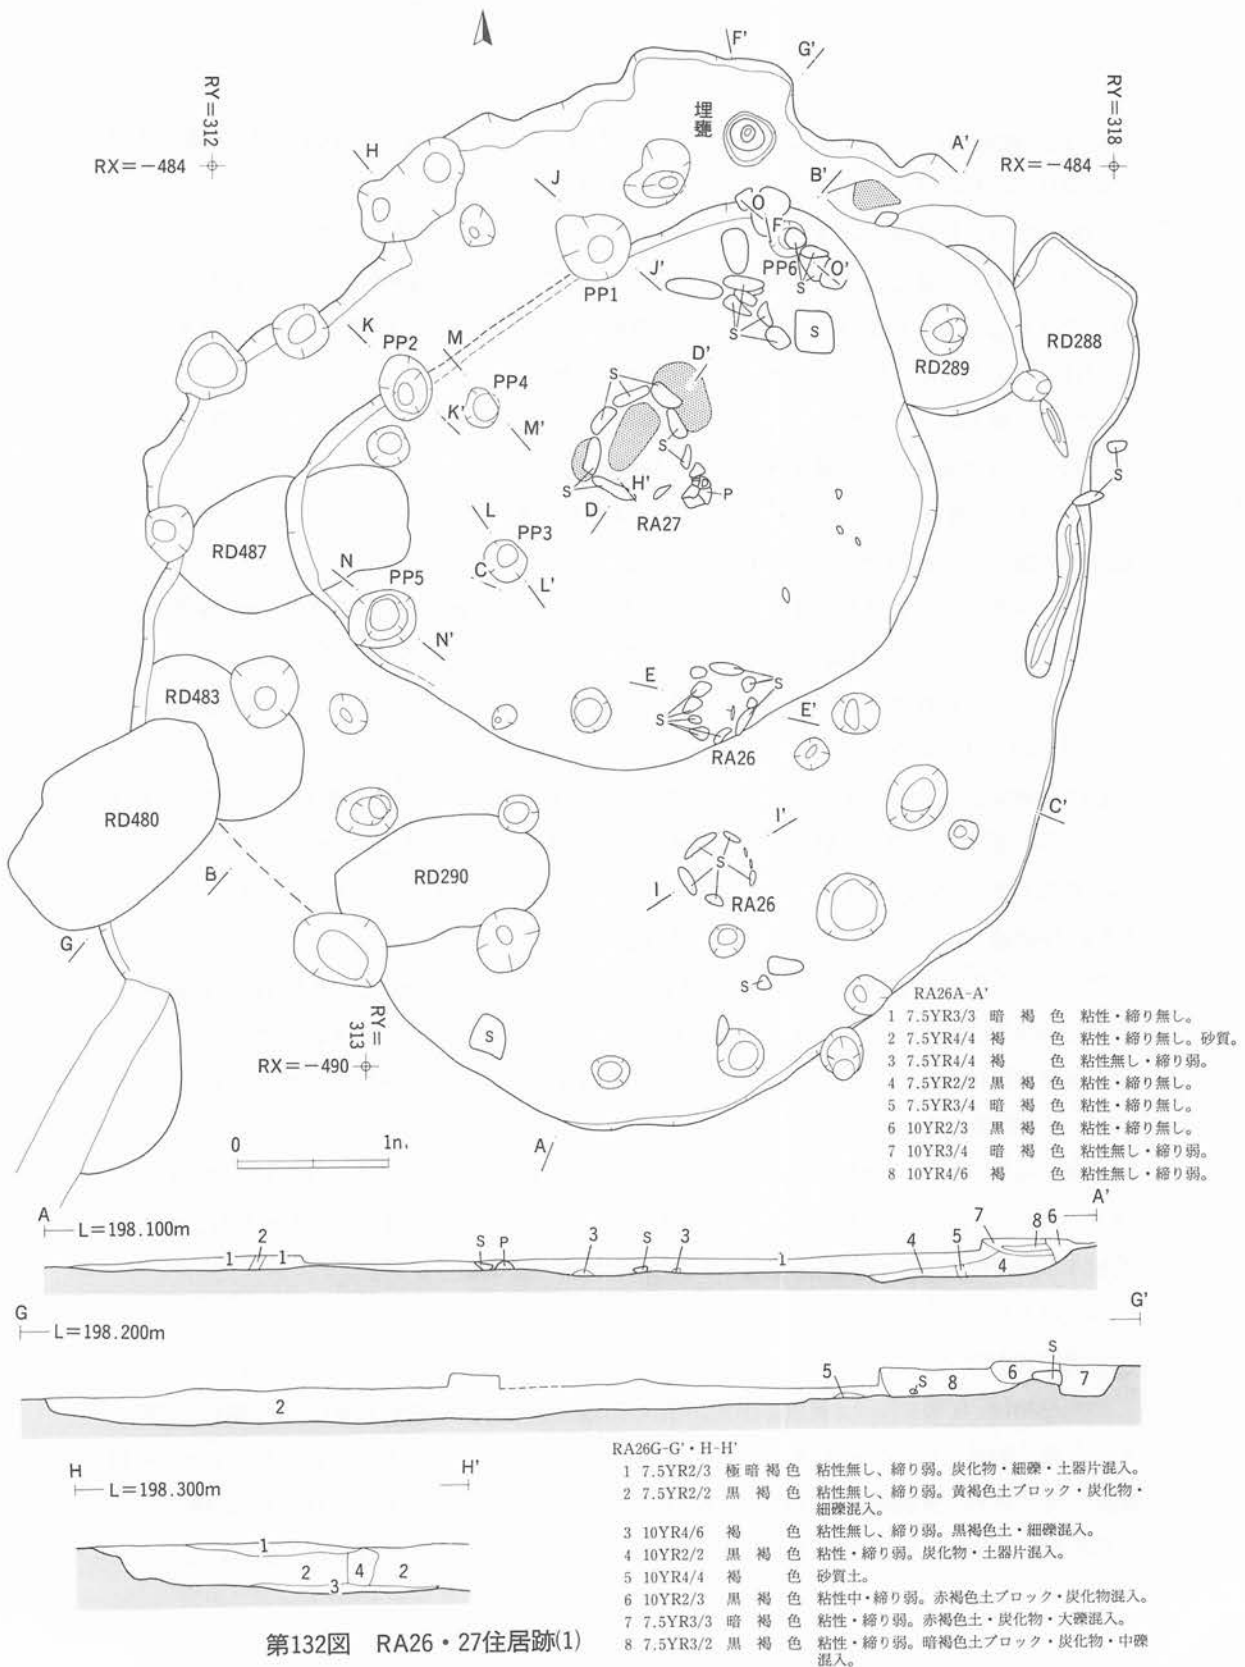 F'
G'
RY=312
埋甕
RY=318
H
J
A'
RX=-484
B'
RX=-484
O
F
J'
PP6
O'
PP1
S
K
M
S
S
PP2
D'
RD289
RD288
S
PP4
K'
M'
S
S
H'
S
D
P
L
RA27
PP3
RD487
N
C
PP5
L'
N'
E
S
RD483
S
E'
RA26
RD480
C'
I'
B
RD290
S
I
RA26
G
S
RY=313
S
RX=-490
0 1m
A
RA26A-A'
1 7.5YR3/3 暗褐色 粘性・締り無し。
2 7.5YR4/4 褐色 粘性・締り無し。砂質。
3 7.5YR4/4 褐色 粘性無し・締り弱。
4 7.5YR2/2 黒褐色 粘性・締り無し。
5 7.5YR3/4 暗褐色 粘性・締り無し。
6 10YR2/3 黒褐色 粘性・締り無し。
7 10YR3/4 暗褐色 粘性無し・締り弱。
8 10YR4/6 褐色 粘性無し・締り弱。
A A'
L=198.100m
1 2 1 S P 3 S 3 1 4 5 7 8 6 4
G G'
L=198.200m
2 5 S 8 6 S 7
H H'
L=198.300m
1
2 4 2
3
RA26G-G'・H-H'
1 7.5YR2/3 極暗褐色 粘性無し、締り弱。炭化物・細礫・土器片混入。
2 7.5YR2/2 黒褐色 粘性無し、締り弱。黄褐色土ブロック・炭化物・
細礫混入。
3 10YR4/6 褐色 粘性無し、締り弱。黒褐色土・細礫混入。
4 10YR2/2 黒褐色 粘性・締り弱。炭化物・土器片混入。
5 10YR4/4 褐色 砂質土。
6 10YR2/3 黒褐色 粘性中・締り弱。赤褐色土ブロック・炭化物混入。
7 7.5YR3/3 暗褐色 粘性・締り弱。赤褐色土・炭化物・大礫混入。
8 7.5YR3/2 黒褐色 粘性・締り弱。暗褐色土ブロック・炭化物・中礫
混入。
第132図 RA26・27住居跡(1)